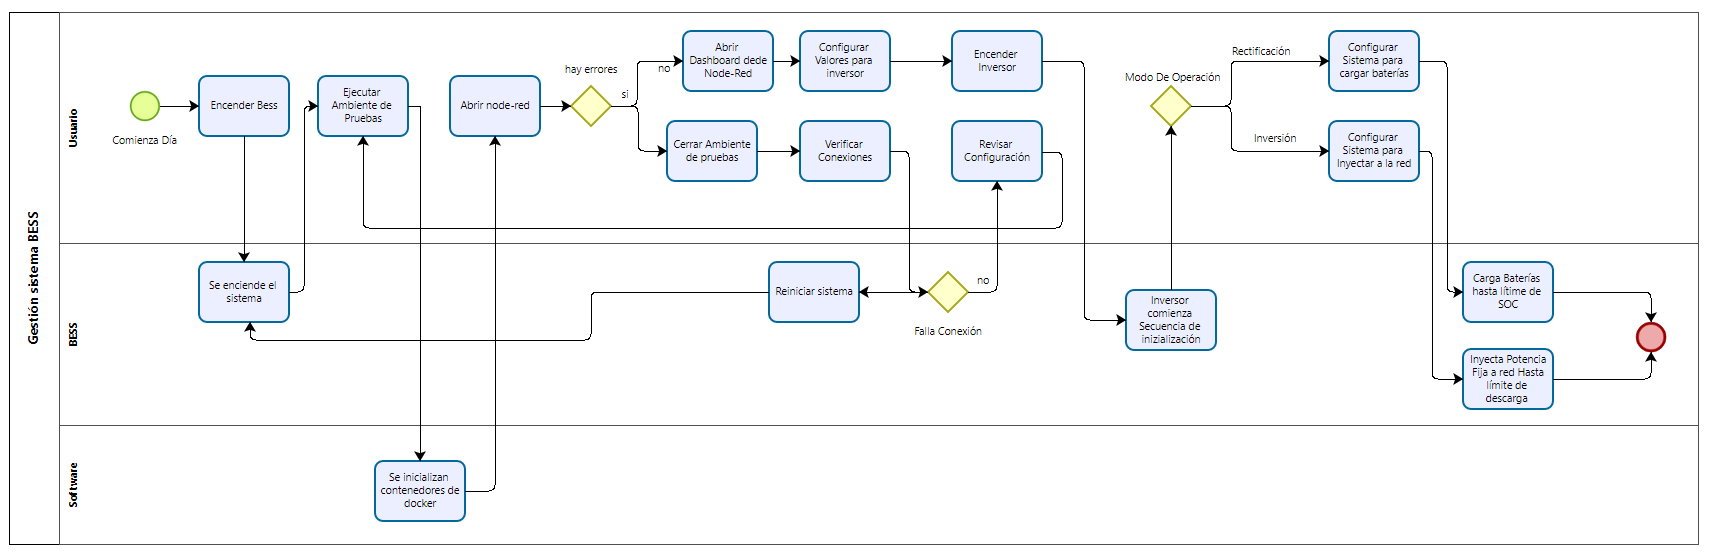 Gestión sistema BESS
Usuario
Comienza Día
Encender Bess
Ejecutar
Ambiente de
Pruebas
Abrir node-red
hay errores
no
si
Abrir
Dashboard dede
Node-Red
Configurar
Valores para
inversor
Encender
Inversor
Cerrar Ambiente
de pruebas
Verificar
Conexiones
Revisar
Configuración
Modo De Operación
Rectificación
Inversión
Configurar
Sistema para
cargar baterías
Configurar
Sistema para
Inyectar a la red
BESS
Se enciende el
sistema
Reiniciar sistema
no
Falla Conexión
Inversor
comienza
Secuencia de
inizialización
Carga Baterías
hasta lítime de
SOC
Inyecta Potencia
Fija a red Hasta
límite de
descarga
Software
Se inicializan
contenedores de
docker